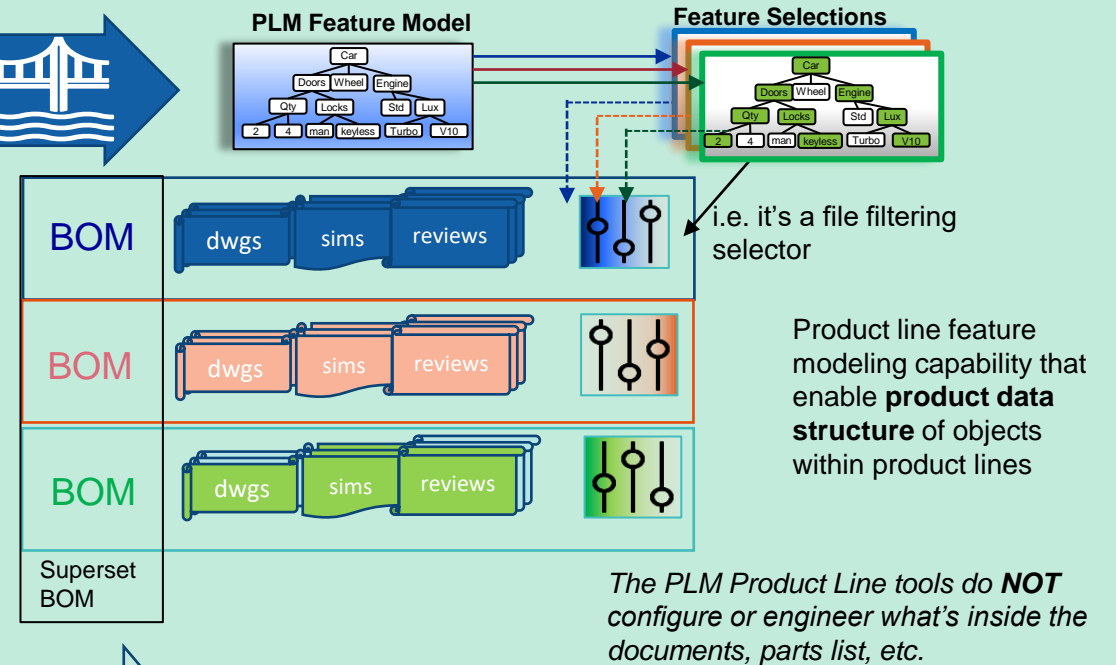 PLM Feature Model
Feature Selections
Car
Doors Wheel Engine
Qty Locks Std Lux
2 4 man keyless Turbo V10
Car
Doors Wheel Engine
Qty Locks Std Lux
2 4 man keyless Turbo V10
BOM
dwgs sims reviews
i.e. it's a file filtering
selector
BOM
dwgs sims reviews
Product line feature
modeling capability that
enable product data
structure of objects
within product lines
BOM
dwgs sims reviews
Superset
BOM
The PLM Product Line tools do NOT
configure or engineer what's inside the
documents, parts list, etc.